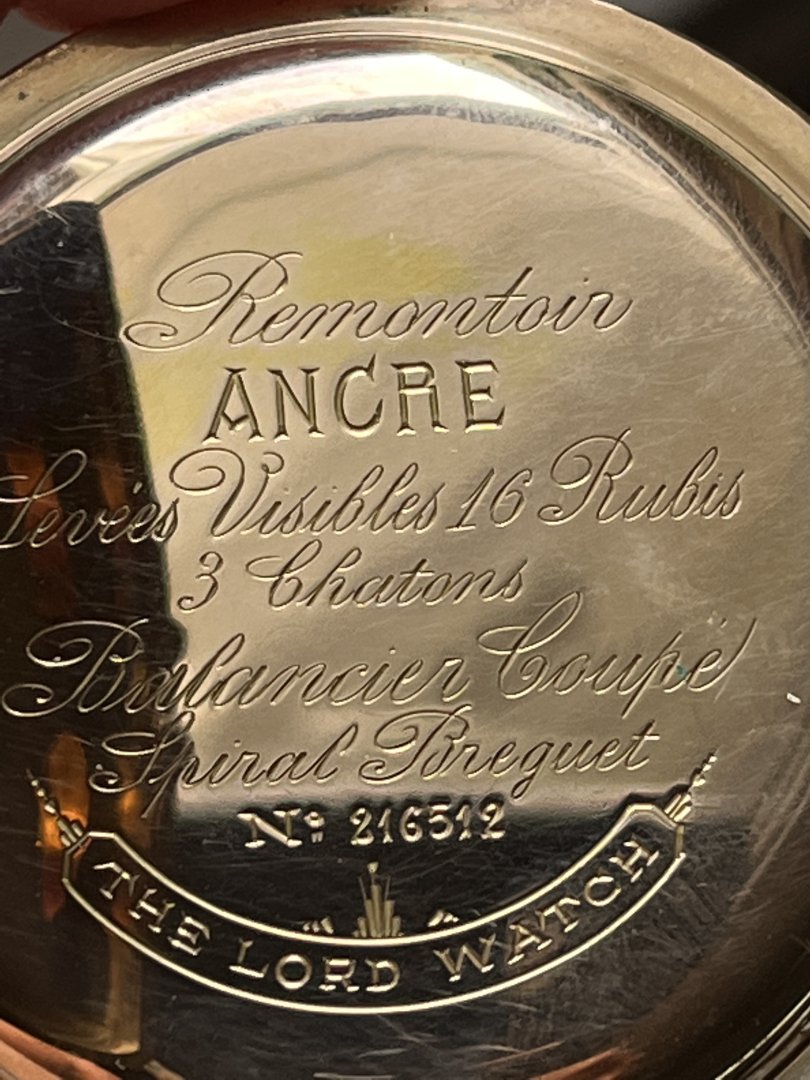 Remontoir
ANCRE
Levées Visibles 16 Rubis
3 Chatons
Balancier Coupé
Spiral Breguet
No: 216512
THE LORD WATCH